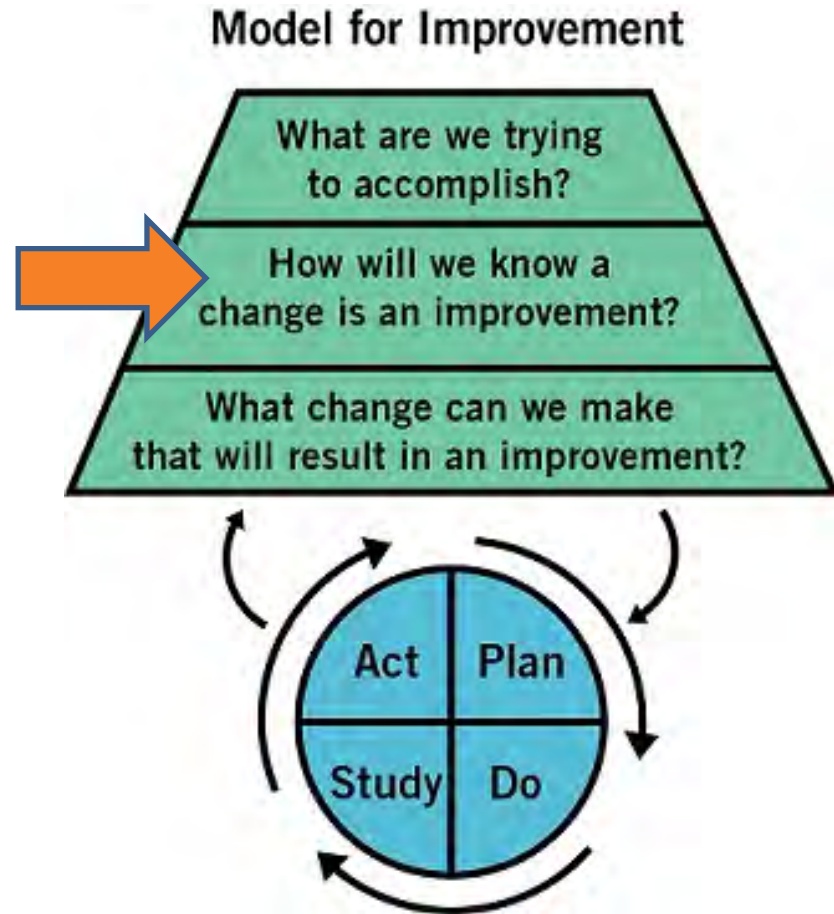 Model for Improvement
What are we trying
to accomplish?
How will we know a
change is an improvement?
What change can we make
that will result in an improvement?
Act
Plan
Study
Do